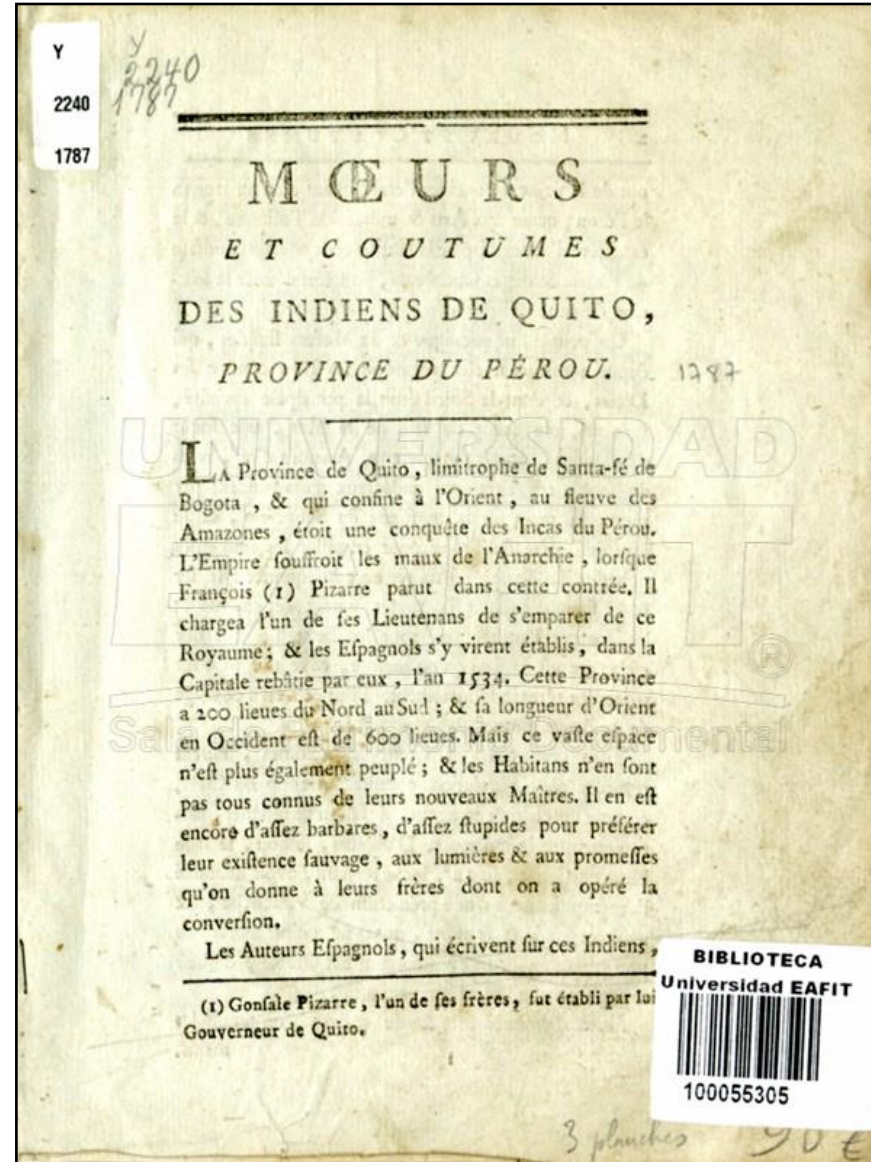 Y
2240
1787
Y
2240
1787
MŒURS
ET COUTUMES
DES INDIENS DE QUITO,
PROVINCE DU PÉROU.
1787
LA Province de Quito, limitrophe de Santa-fé de
Bogota, & qui confine à l'Orient, au fleuve des
Amazones, étoit une conquête des Incas du Pérou.
L'Empire ſouffroit les maux de l'Anarchie, lorſque
François (1) Pizarre parut dans cette contrée. Il
chargea l'un de ſes Lieutenans de s'emparer de ce
Royaume; & les Eſpagnols s'y virent établis, dans la
Capitale rebâtie par eux, l'an 1534. Cette Province
a 200 lieues du Nord au Sud; & ſa longueur d'Orient
en Occident eſt de 600 lieues. Mais ce vaſte eſpace
n'eſt plus également peuplé; & les Habitans n'en ſont
pas tous connus de leurs nouveaux Maîtres. Il en eſt
encore d'aſſez barbares, d'aſſez ſtupides pour préférer
leur exiſtence ſauvage, aux lumières & aux promeſſes
qu'on donne à leurs frères dont on a opéré la
converſion.
Les Auteurs Eſpagnols, qui écrivent ſur ces Indiens,
(1) Gonſale Pizarre, l'un de ſes frères, fut établi par lui
Gouverneur de Quito.
UNIVERSIDAD
EAFIT
®
Sala de Patrimonio Documental
BIBLIOTECA
Universidad EAFIT
100055305
3 planches 90 €